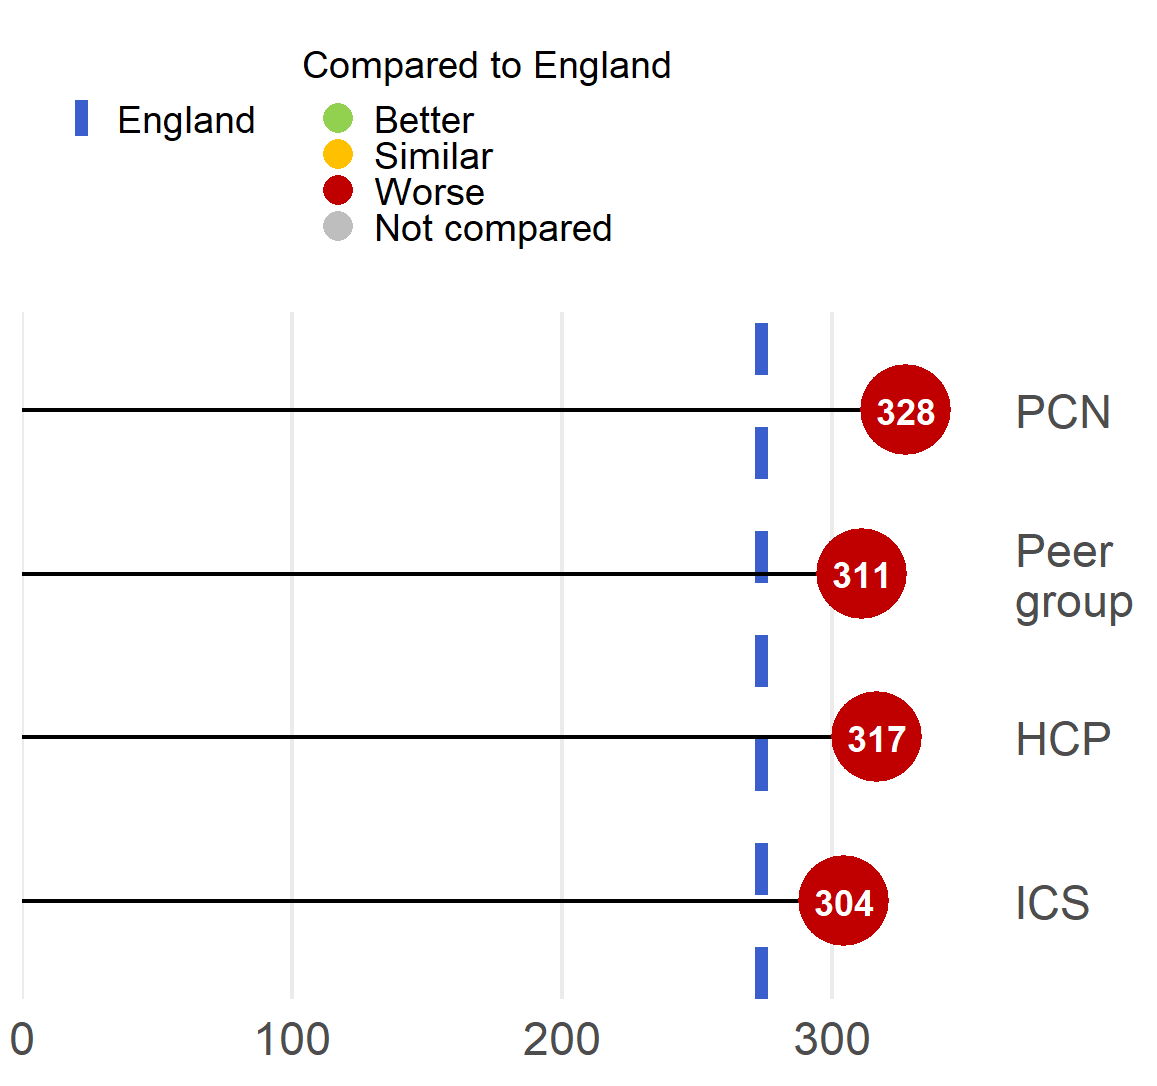 Compared to England
England
Better
Similar
Worse
Not compared
328
PCN
311
Peer
group
317
HCP
304
ICS
0 100 200 300